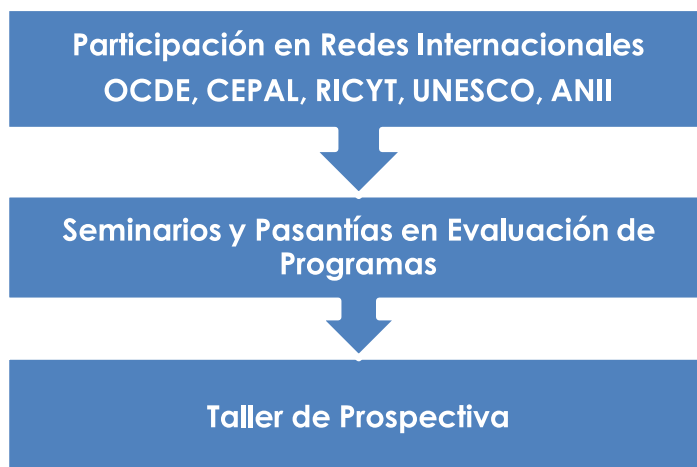 Participación en Redes Internacionales
OCDE, CEPAL, RICYT, UNESCO, ANII
Seminarios y Pasantías en Evaluación de
Programas
Taller de Prospectiva